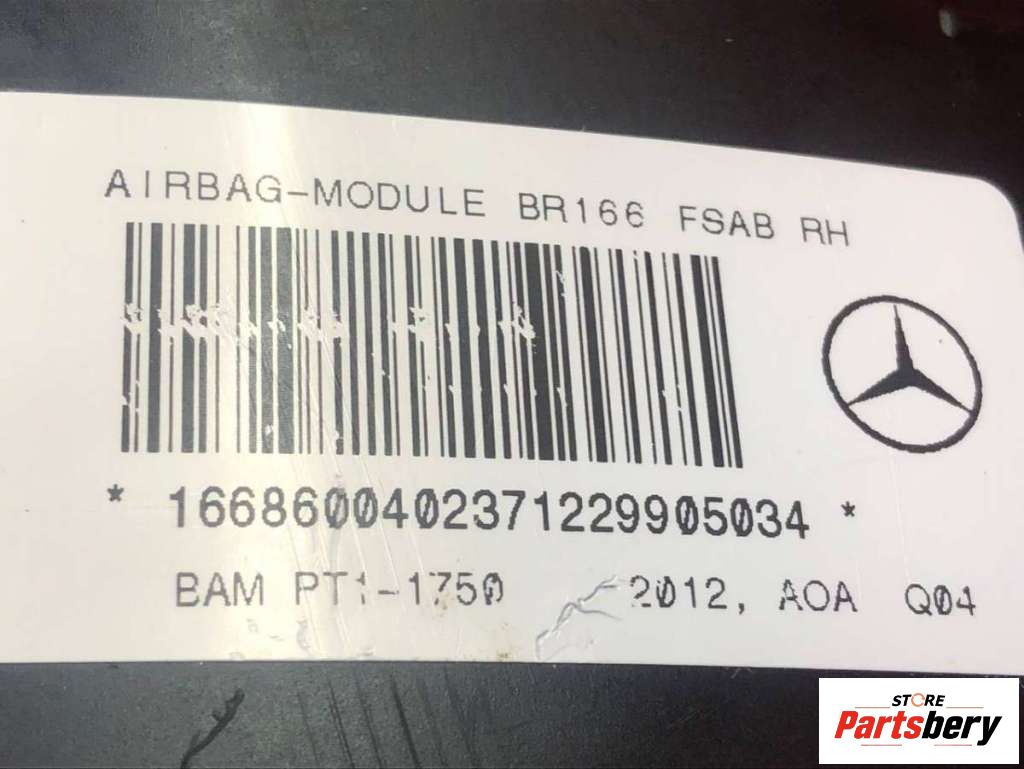 AIRBAG-MODULE BR166 FSAB RH
* 1668600402371229905034 *
BAM PT1-1750 2012, AOA Q04
STORE
Partsbery